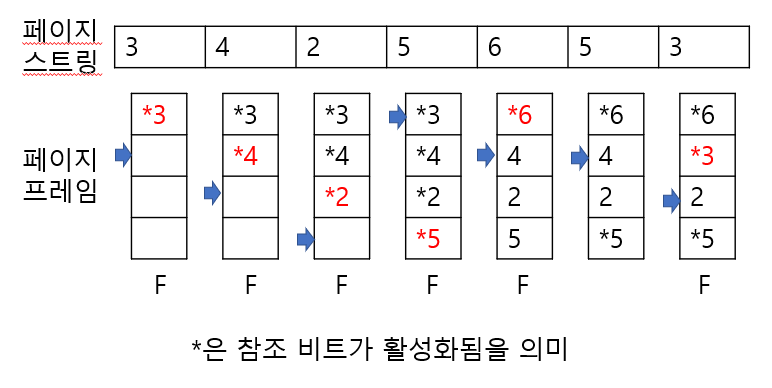 페이지
스트링
3 4 2 5 6 5 3
페이지
프레임
*3 *3 *3 *3 *6 *6 *6
*4 *4 *4 4 4 *3
*2 *2 2 2 2
*5 5 *5 *5
F F F F F F
*은 참조 비트가 활성화됨을 의미